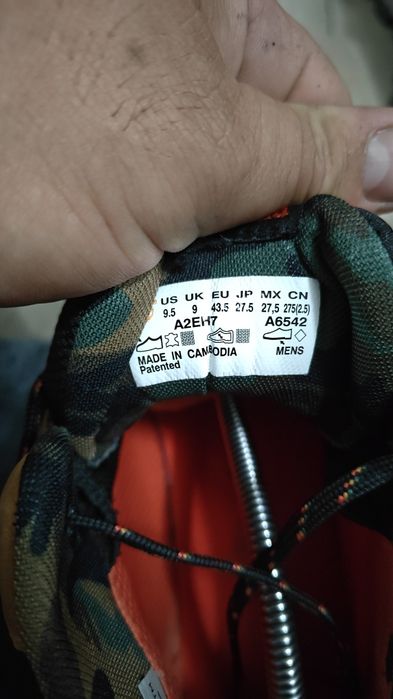 US UK EU JP MX CN
9.5 9 43.5 27.5 27,5 275(2.5)
A2EH7 A6542
MADE IN CAMBODIA MENS
Patented